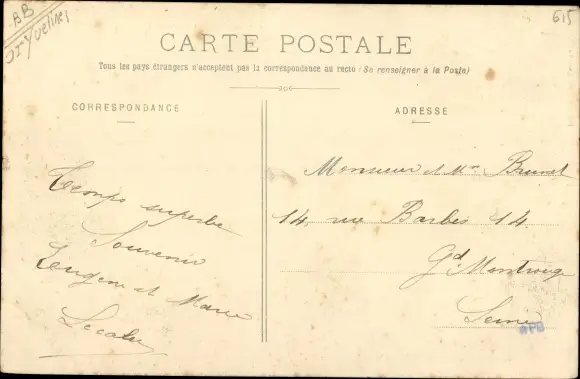 BB
Or Yvelines
615
CARTE POSTALE
Tous les pays étrangers n'acceptent pas la correspondance au recto (Se renseigner à la Poste)
CORRESPONDANCE
Temps superbe
Souvenir
Eugène et Marie
Lecalu
ADRESSE
Monsieur et Mme Brunet
14, rue Barbès 14
Gd Montrouge
Seine